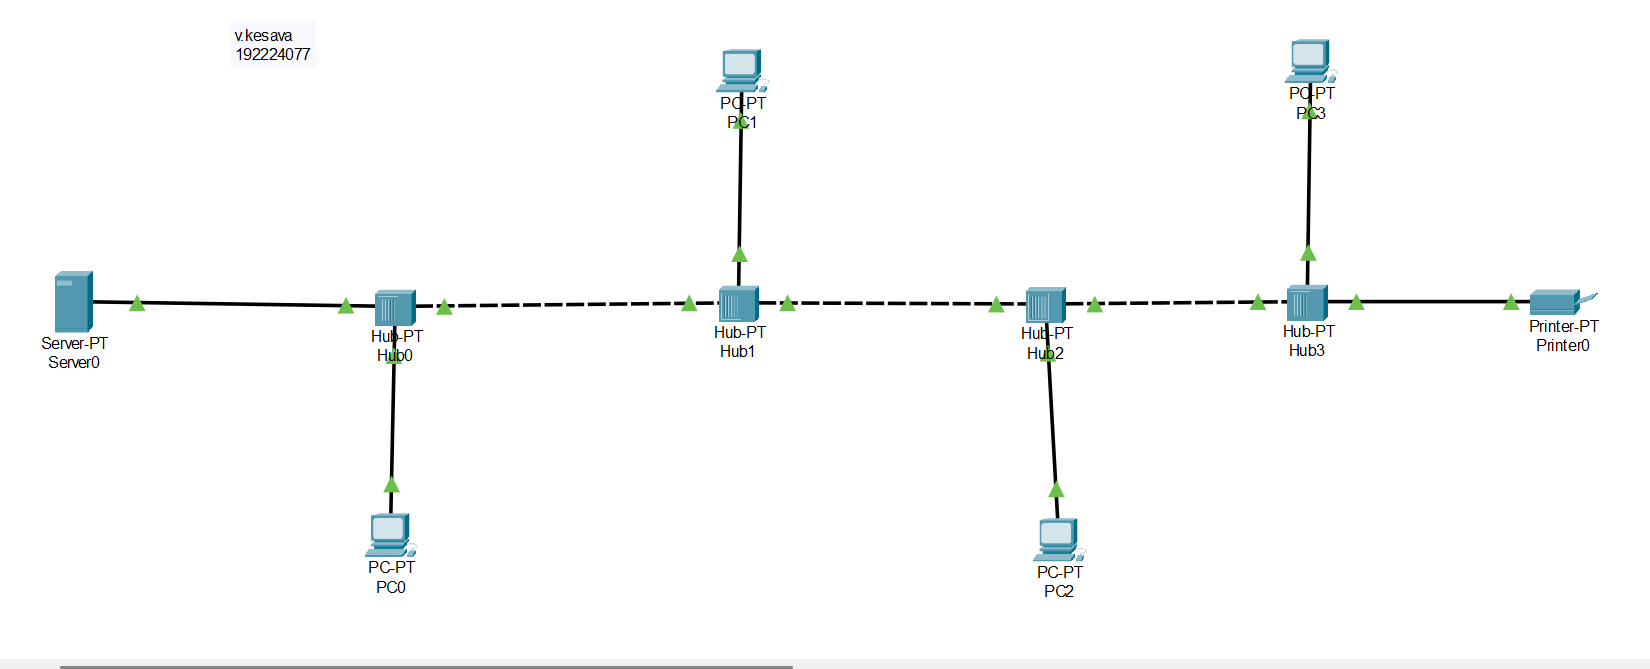 v.kesava
192224077
PC-PT
PC1
PC-PT
PC3
Server-PT
Server0
Hub-PT
Hub0
Hub-PT
Hub1
Hub-PT
Hub2
Hub-PT
Hub3
Printer-PT
Printer0
PC-PT
PC0
PC-PT
PC2